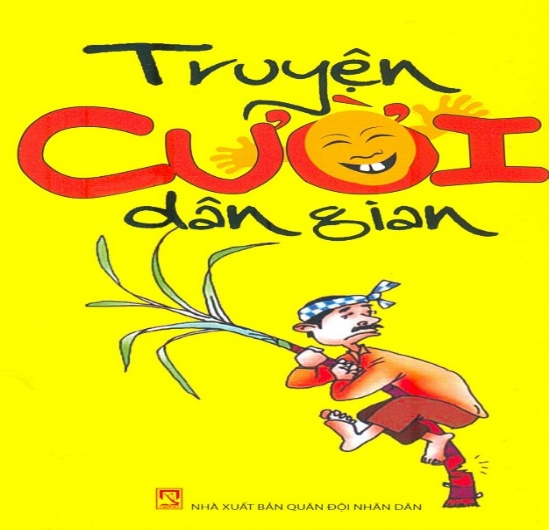 Truyện
CƯỜI
dân gian
NHÀ XUẤT BẢN QUÂN ĐỘI NHÂN DÂN